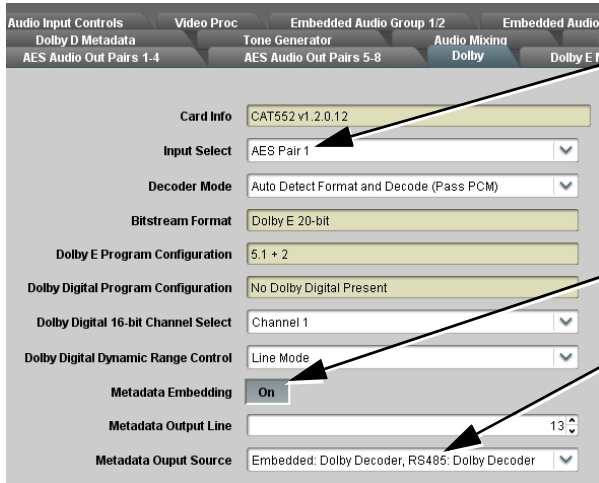 Audio Input Controls Video Proc Embedded Audio Group 1/2 Embedded Audio
Dolby D Metadata Tone Generator Audio Mixing
AES Audio Out Pairs 1-4 AES Audio Out Pairs 5-8 Dolby Dolby E
Card Info CAT552 v1.2.0.12
Input Select AES Pair 1
Decoder Mode Auto Detect Format and Decode (Pass PCM)
Bitstream Format Dolby E 20-bit
Dolby E Program Configuration 5.1 + 2
Dolby Digital Program Configuration No Dolby Digital Present
Dolby Digital 16-bit Channel Select Channel 1
Dolby Digital Dynamic Range Control Line Mode
Metadata Embedding On
Metadata Output Line 13
Metadata Ouput Source Embedded: Dolby Decoder, RS485: Dolby Decoder